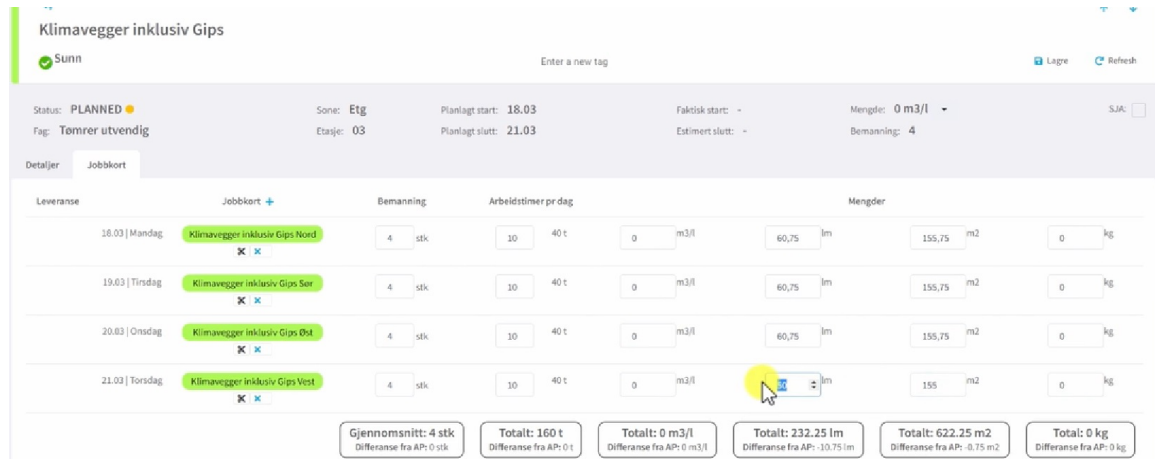 Klimavegger inklusiv Gips
Sunn
Enter a new tag
Lagre
Refresh
Status: PLANNED
Sone: Etg
Planlagt start: 18.03
Faktisk start: -
Mengde: 0 m3/l
SJA:
Fag: Tømrer utvendig
Etasje: 03
Planlagt slutt: 21.03
Estimert slutt: -
Bemanning: 4
Detaljer Jobbkort
Leveranse Jobbkort + Bemanning Arbeidstimer pr dag Mengder
18.03 | Mandag Klimavegger inklusiv Gips Nord 4 stk 10 40 t 0 m3/l 60,75 lm 155,75 m2 0 kg
19.03 | Tirsdag Klimavegger inklusiv Gips Sør 4 stk 10 40 t 0 m3/l 60,75 lm 155,75 m2 0 kg
20.03 | Onsdag Klimavegger inklusiv Gips Øst 4 stk 10 40 t 0 m3/l 60,75 lm 155,75 m2 0 kg
21.03 | Torsdag Klimavegger inklusiv Gips Vest 4 stk 10 40 t 0 m3/l lm 155 m2 0 kg
Gjennomsnitt: 4 stk Totalt: 160 t Totalt: 0 m3/l Totalt: 232.25 lm Totalt: 622.25 m2 Total: 0 kg
Differanse fra AP: 0 stk Differanse fra AP: 0 t Differanse fra AP: 0 m3/l Differanse fra AP: -10.75 lm Differanse fra AP: -0.75 m2 Differanse fra AP: 0 kg